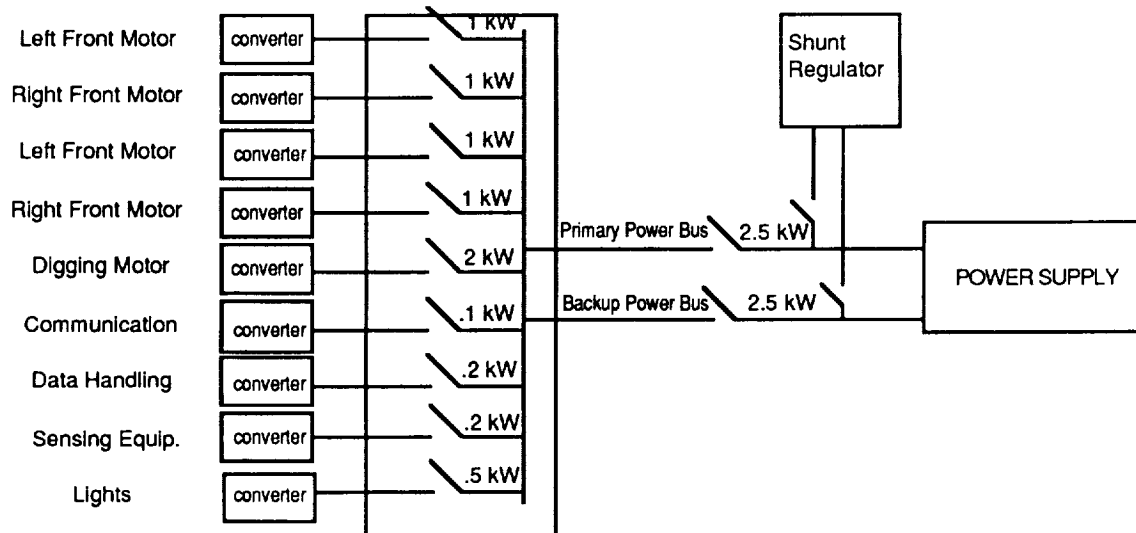 Left Front Motor converter 1 kW
Shunt
Regulator
Right Front Motor converter 1 kW
Left Front Motor converter 1 kW
Right Front Motor converter 1 kW
Primary Power Bus 2.5 kW
Digging Motor converter 2 kW
POWER SUPPLY
Communication converter .1 kW
Backup Power Bus 2.5 kW
Data Handling converter .2 kW
Sensing Equip. converter .2 kW
Lights converter .5 kW